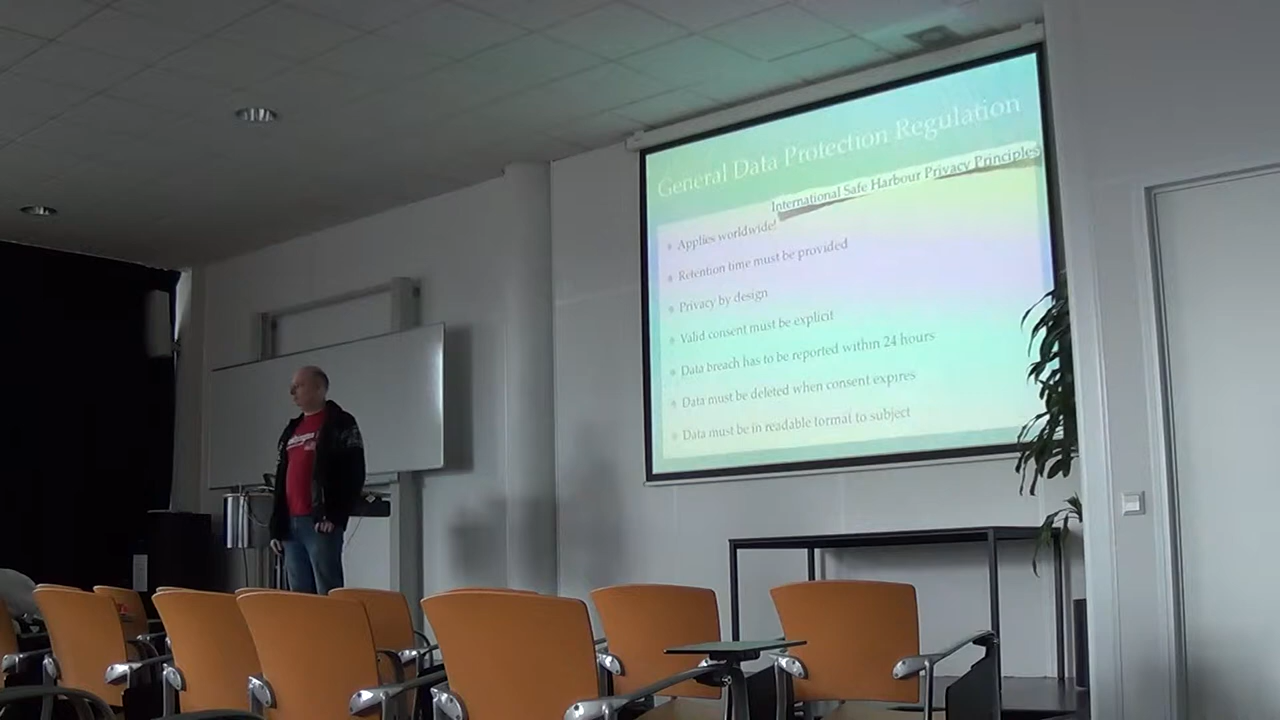 General Data Protection Regulation
International Safe Harbour Privacy Principles
Applies worldwide!
Retention time must be provided
Privacy by design
Valid consent must be explicit
Data breach has to be reported within 24 hours
Data must be deleted when consent expires
Data must be in readable format to subject